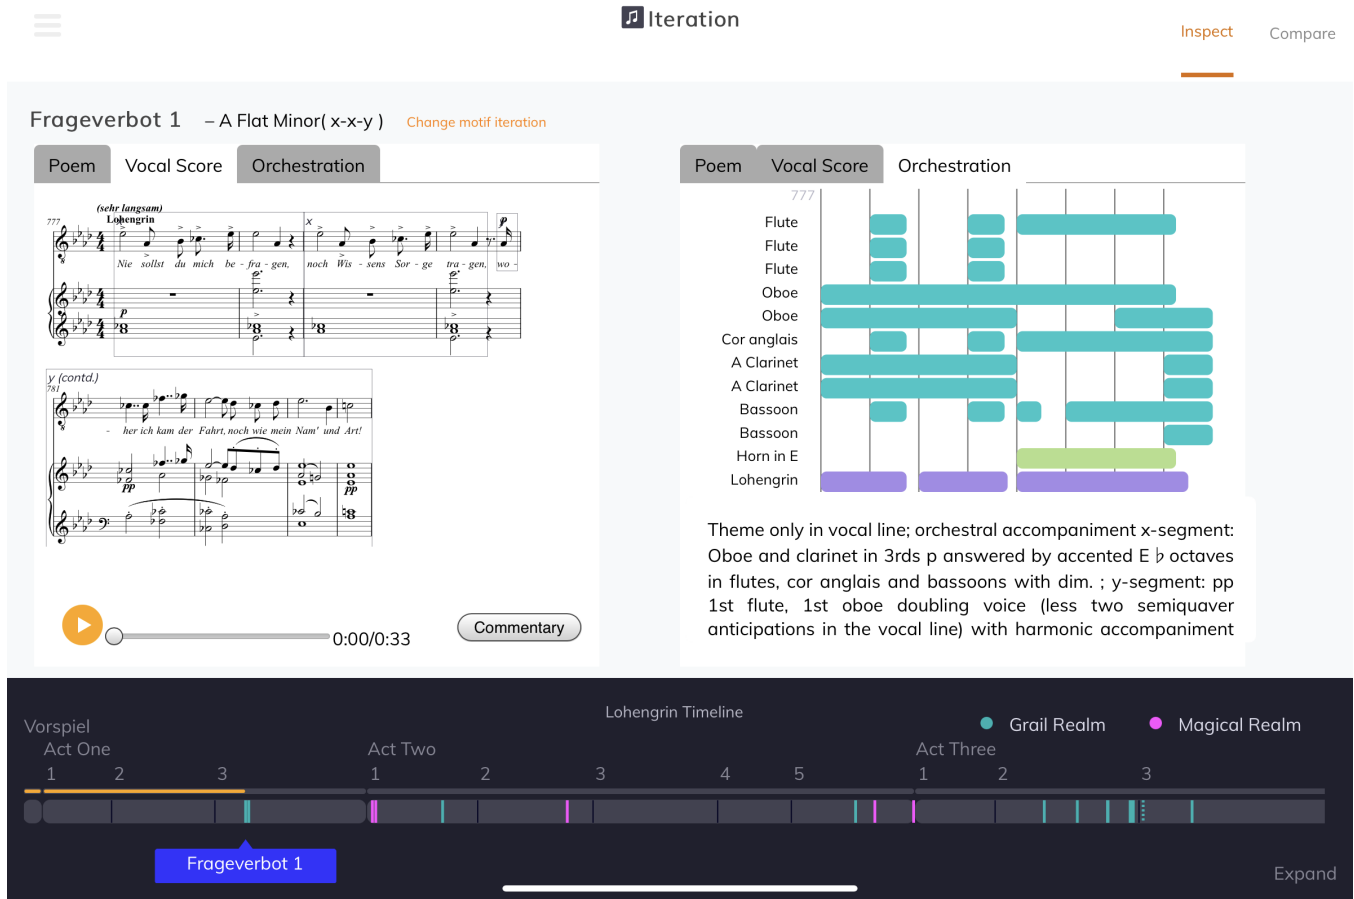 Iteration
Inspect
Compare
Frageverbot 1 – A Flat Minor( x-x-y ) Change motif iteration
Poem Vocal Score Orchestration
(sehr langsam)
777 Lohengrin x p
Nie sollst du mich be - fra - gen, noch Wis - sens Sor - ge tra - gen, wo -
p
y (contd.)
781
- her ich kam der Fahrt, noch wie mein Nam' und Art!
pp pp
0:00/0:33
Commentary
Poem Vocal Score Orchestration
777
Flute
Flute
Flute
Oboe
Oboe
Cor anglais
A Clarinet
A Clarinet
Bassoon
Bassoon
Horn in E
Lohengrin
Theme only in vocal line; orchestral accompaniment x-segment:
Oboe and clarinet in 3rds p answered by accented E♭octaves
in flutes, cor anglais and bassoons with dim. ; y-segment: pp
1st flute, 1st oboe doubling voice (less two semiquaver
anticipations in the vocal line) with harmonic accompaniment
Lohengrin Timeline
Grail Realm Magical Realm
Vorspiel
Act One Act Two Act Three
1 2 3 1 2 3 4 5 1 2 3
Frageverbot 1
Expand